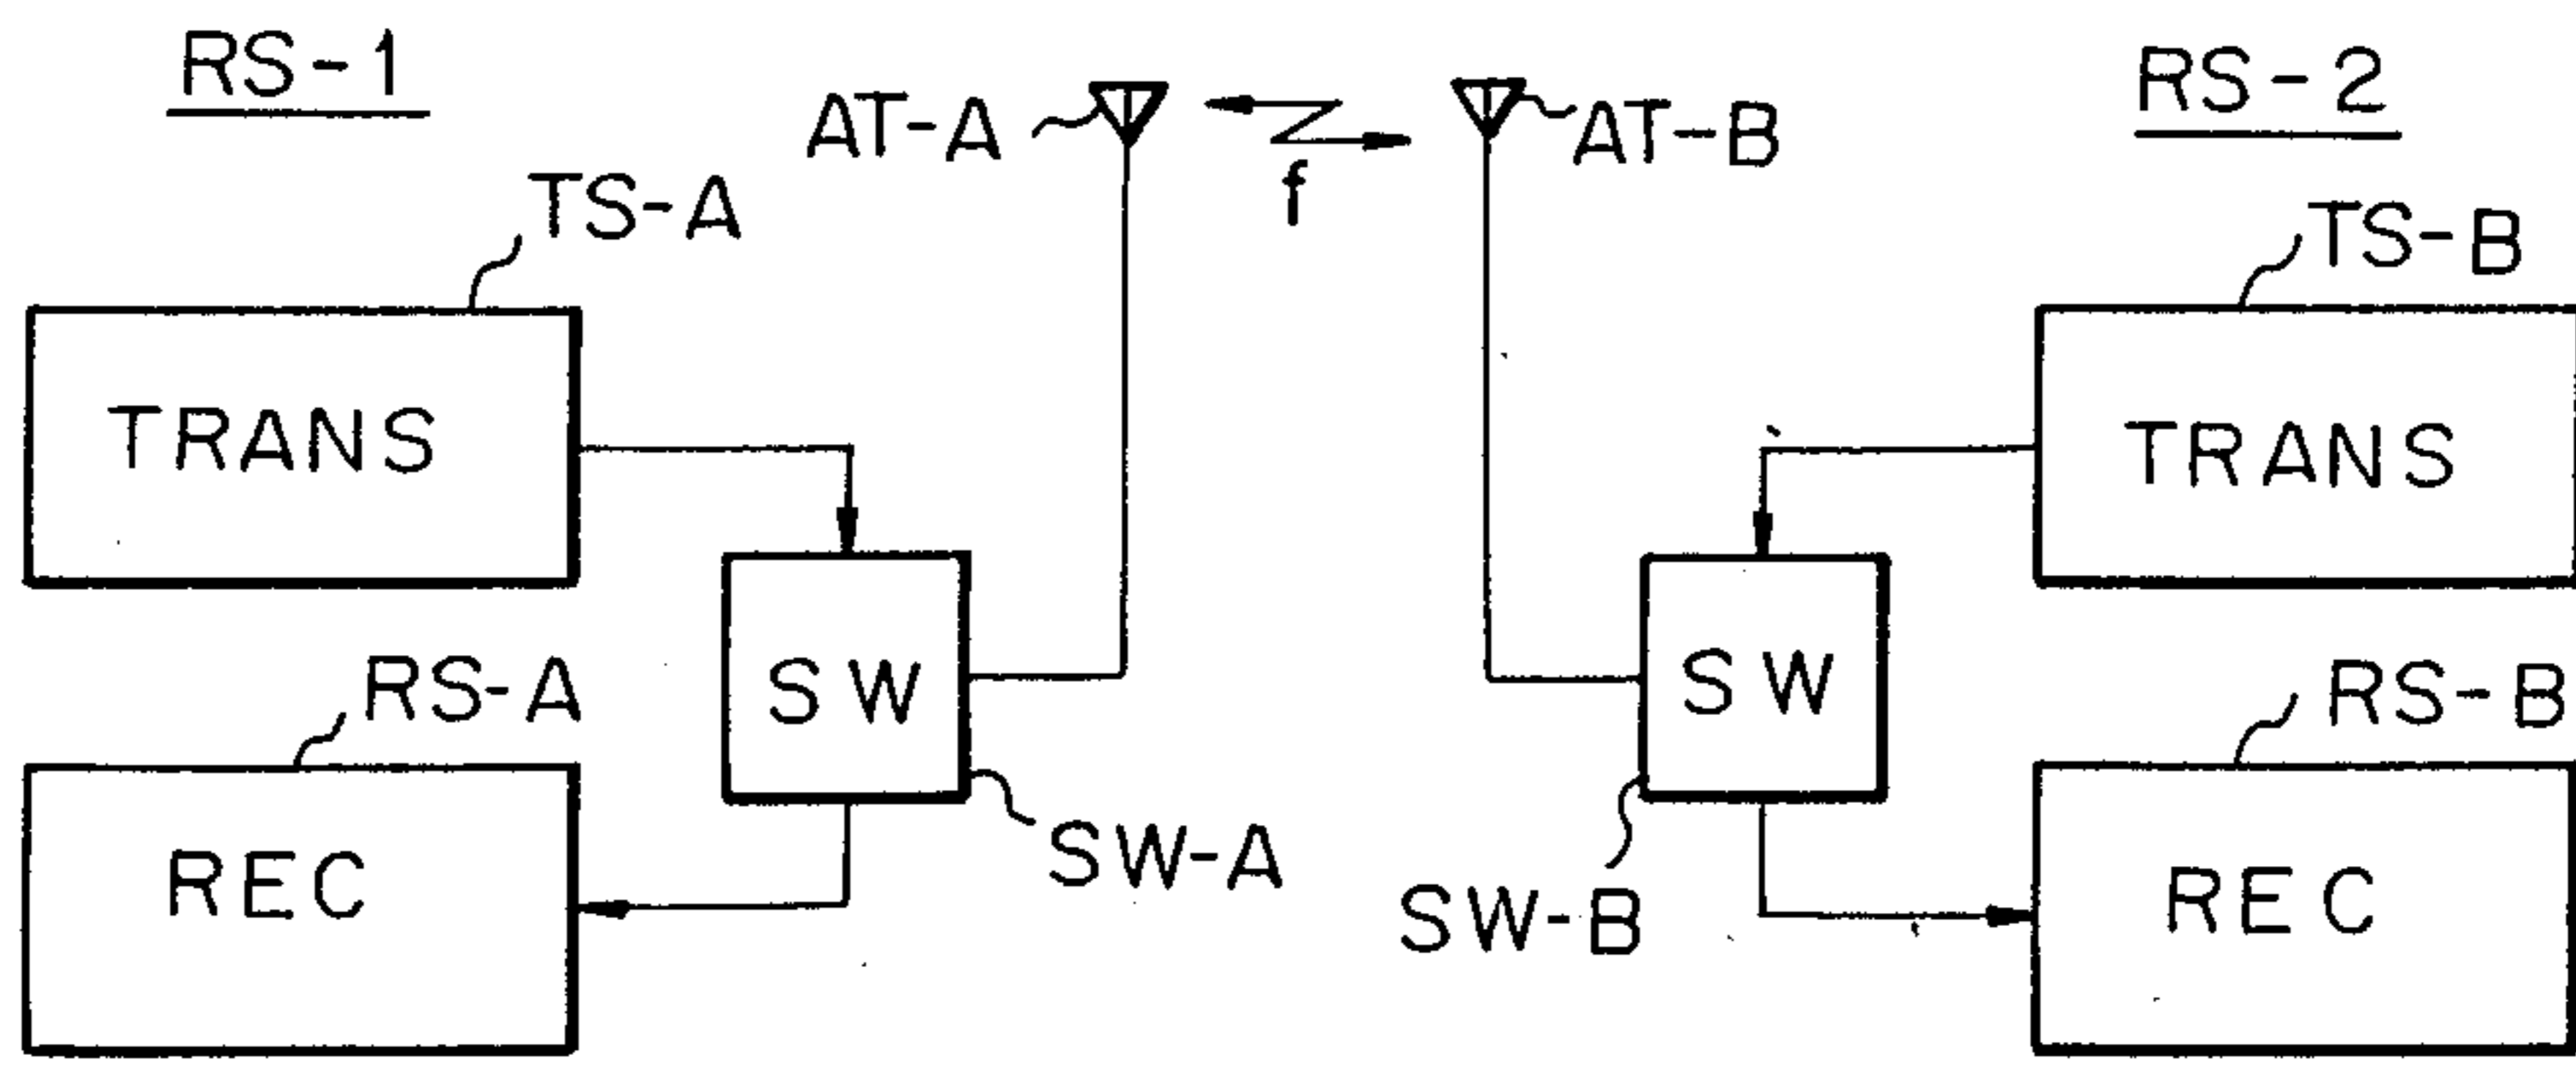 RS-1
RS-2
AT-A
AT-B
f
TS-A
TS-B
TRANS
TRANS
SW
SW
RS-A
RS-B
SW-A
SW-B
REC
REC